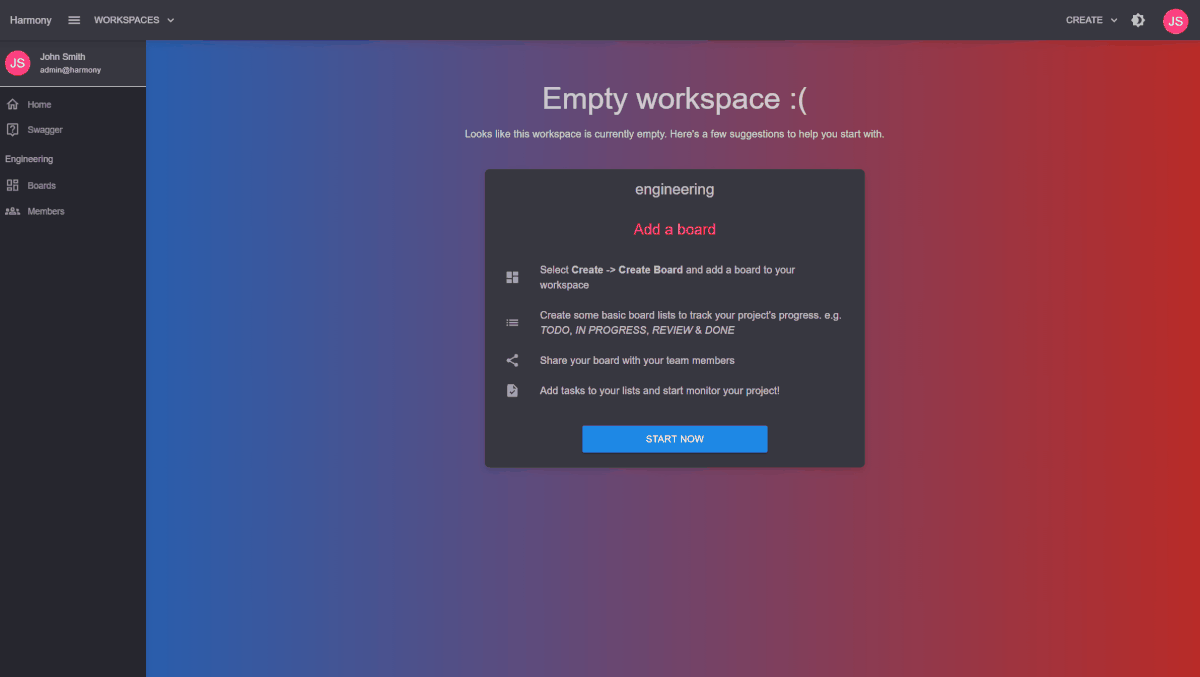 Harmony WORKSPACES CREATE JS
JS John Smith
admin@harmony
Home
Swagger
Engineering
Boards
Members
Empty workspace :(
Looks like this workspace is currently empty. Here's a few suggestions to help you start with.
engineering
Add a board
Select Create -> Create Board and add a board to your
workspace
Create some basic board lists to track your project's progress. e.g.
TODO, IN PROGRESS, REVIEW & DONE
Share your board with your team members
Add tasks to your lists and start monitor your project!
START NOW